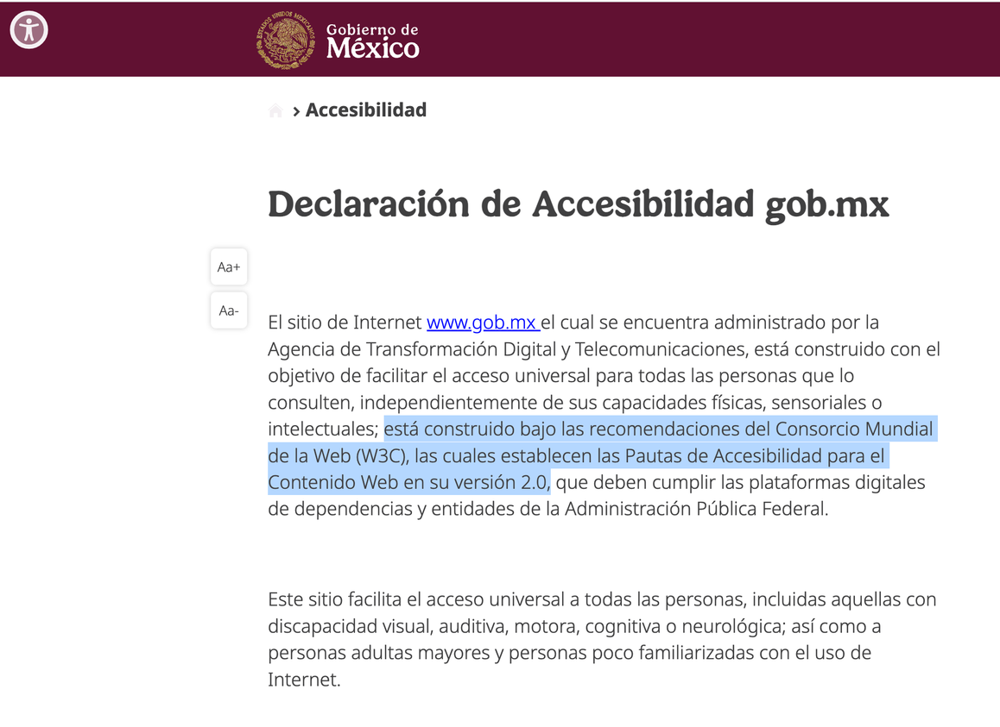 ESTADOS UNIDOS MEXICANOS
Gobierno de
México
› Accesibilidad
Declaración de Accesibilidad gob.mx
Aa+
Aa-
El sitio de Internet www.gob.mx el cual se encuentra administrado por la
Agencia de Transformación Digital y Telecomunicaciones, está construido con el
objetivo de facilitar el acceso universal para todas las personas que lo
consulten, independientemente de sus capacidades físicas, sensoriales o
intelectuales; está construido bajo las recomendaciones del Consorcio Mundial
de la Web (W3C), las cuales establecen las Pautas de Accesibilidad para el
Contenido Web en su versión 2.0, que deben cumplir las plataformas digitales
de dependencias y entidades de la Administración Pública Federal.
Este sitio facilita el acceso universal a todas las personas, incluidas aquellas con
discapacidad visual, auditiva, motora, cognitiva o neurológica; así como a
personas adultas mayores y personas poco familiarizadas con el uso de
Internet.